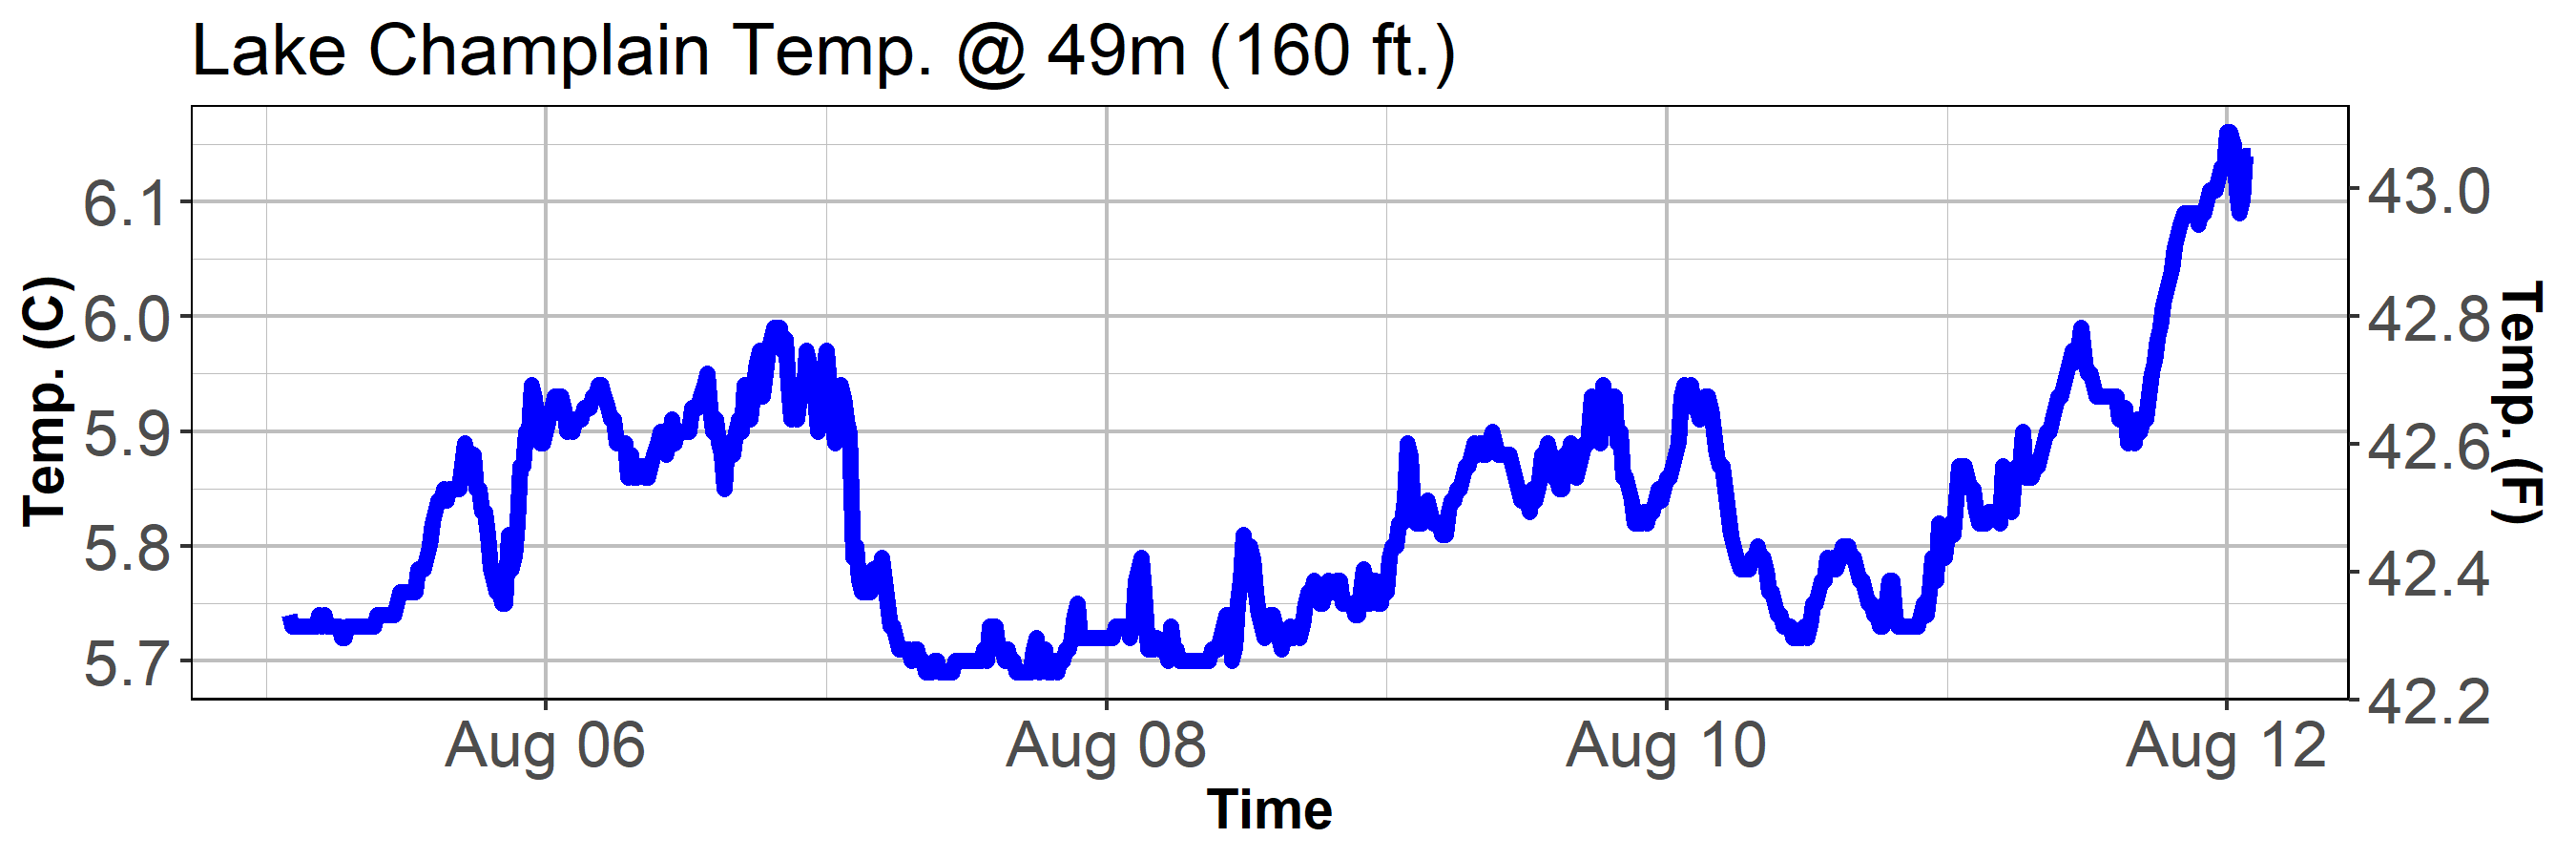 Lake Champlain Temp. @ 49m (160 ft.)
Temp. (C)
6.1
6.0
5.9
5.8
5.7
43.0
42.8
42.6
42.4
42.2
Temp. (F)
Aug 06 Aug 08 Aug 10 Aug 12
Time